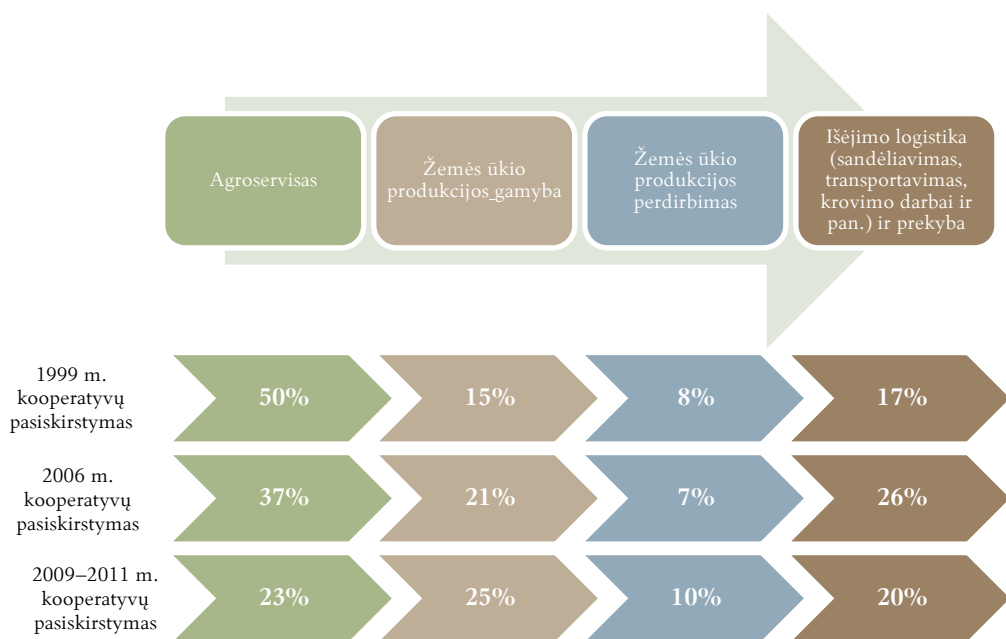 Agroservisas
Žemės ūkio
produkcijos gamyba
Žemės ūkio
produkcijos
perdirbimas
Išėjimo logistika
(sandėliavimas,
transportavimas,
krovimo darbai ir
pan.) ir prekyba
1999 m.
kooperatyvų
pasiskirstymas
50%
15%
8%
17%
2006 m.
kooperatyvų
pasiskirstymas
37%
21%
7%
26%
2009–2011 m.
kooperatyvų
pasiskirstymas
23%
25%
10%
20%